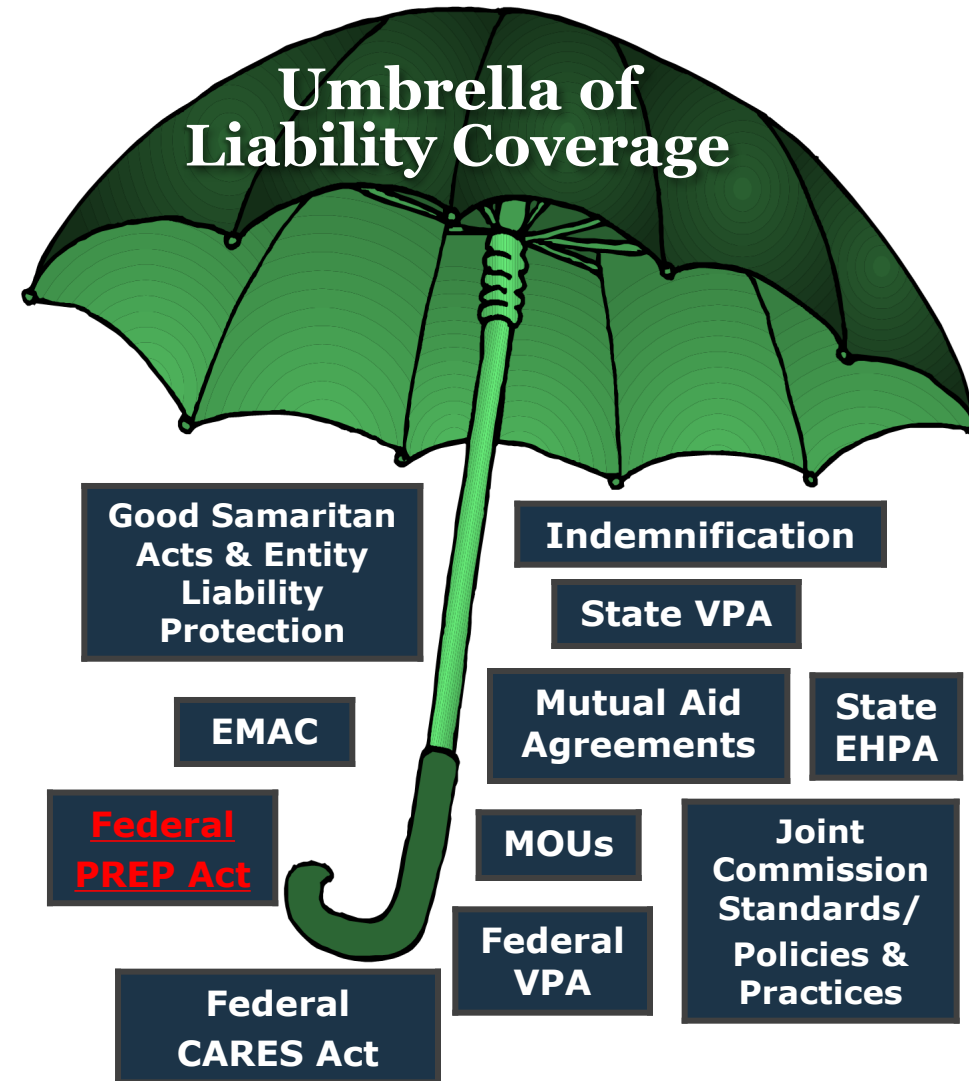 Umbrella of
Liability Coverage
Good Samaritan
Acts & Entity
Liability
Protection
Indemnification
State VPA
EMAC
Mutual Aid
Agreements
State
EHPA
Federal
PREP Act
MOUs
Joint
Commission
Standards/
Policies &
Practices
Federal
VPA
Federal
CARES Act